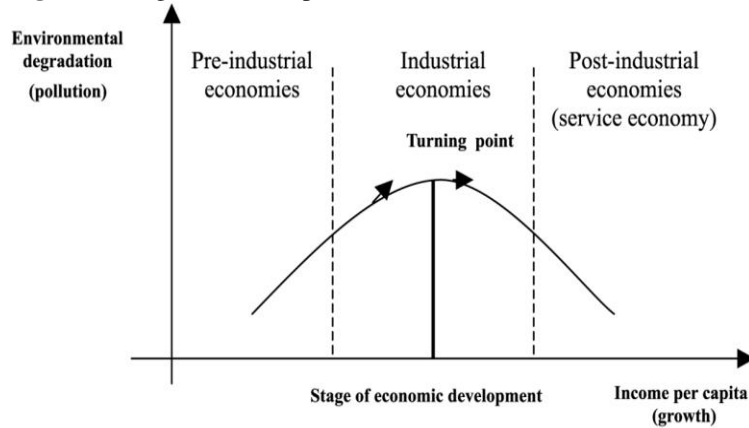 Environmental
degradation
(pollution)
Pre-industrial
economies
Industrial
economies
Post-industrial
economies
(service economy)
Turning point
Stage of economic development
Income per capita
(growth)